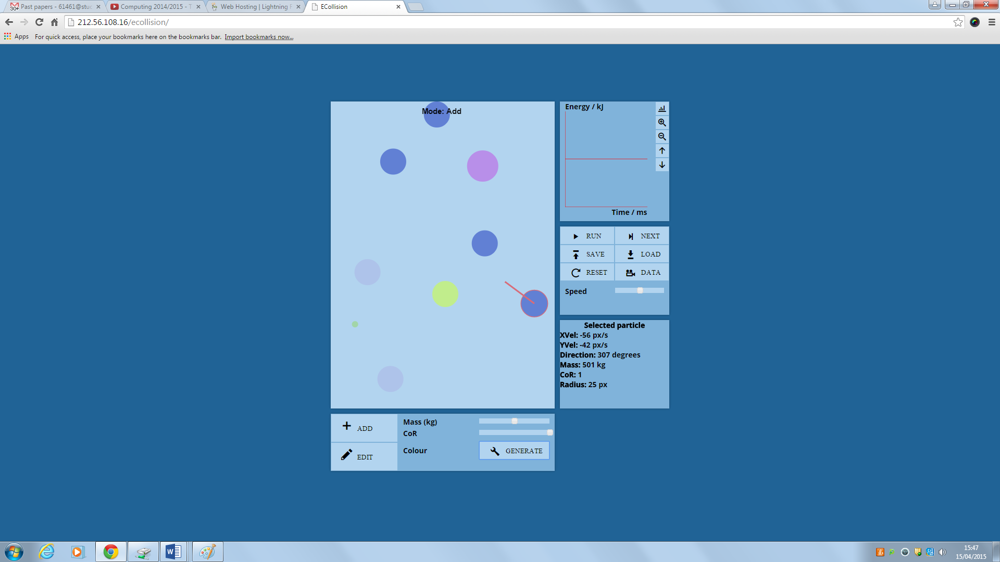 30+ Past papers - 61461@stud
Computing 2014/2015 - T
Web Hosting | Lightning F
ECollision
212.56.108.16/ecollision/
Apps For quick access, place your bookmarks here on the bookmarks bar. Import bookmarks now...
Mode: Add
Energy / kJ
Time / ms
RUN
NEXT
SAVE
LOAD
RESET
DATA
Speed
Selected particle
XVel: -56 px/s
YVel: -42 px/s
Direction: 307 degrees
Mass: 501 kg
CoR: 1
Radius: 25 px
ADD
EDIT
Mass (kg)
CoR
Colour
GENERATE
15:47
15/04/2015